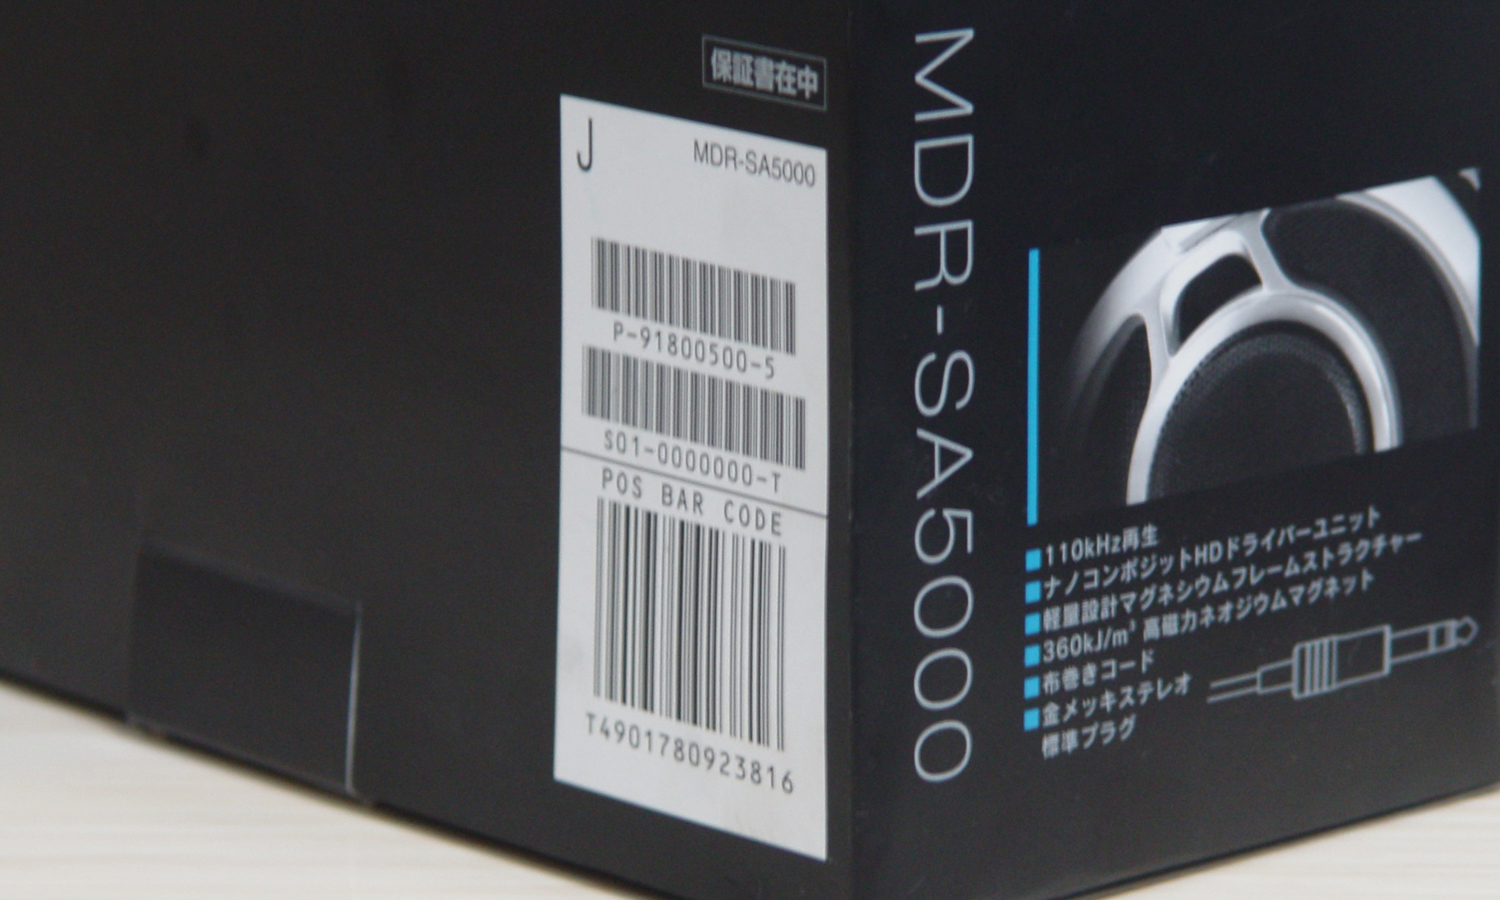 保証書在中
J
MDR-SA5000
P-91800500-5
S01-0000000-T
POS BAR CODE
T4901780923816
MDR-SA5000
■110kHz再生
■ナノコンポジットHDドライバーユニット
■軽量設計マグネシウムフレームストラクチャー
■360kJ/m³ 高磁力ネオジウムマグネット
■布巻きコード
■金メッキステレオ
標準プラグ